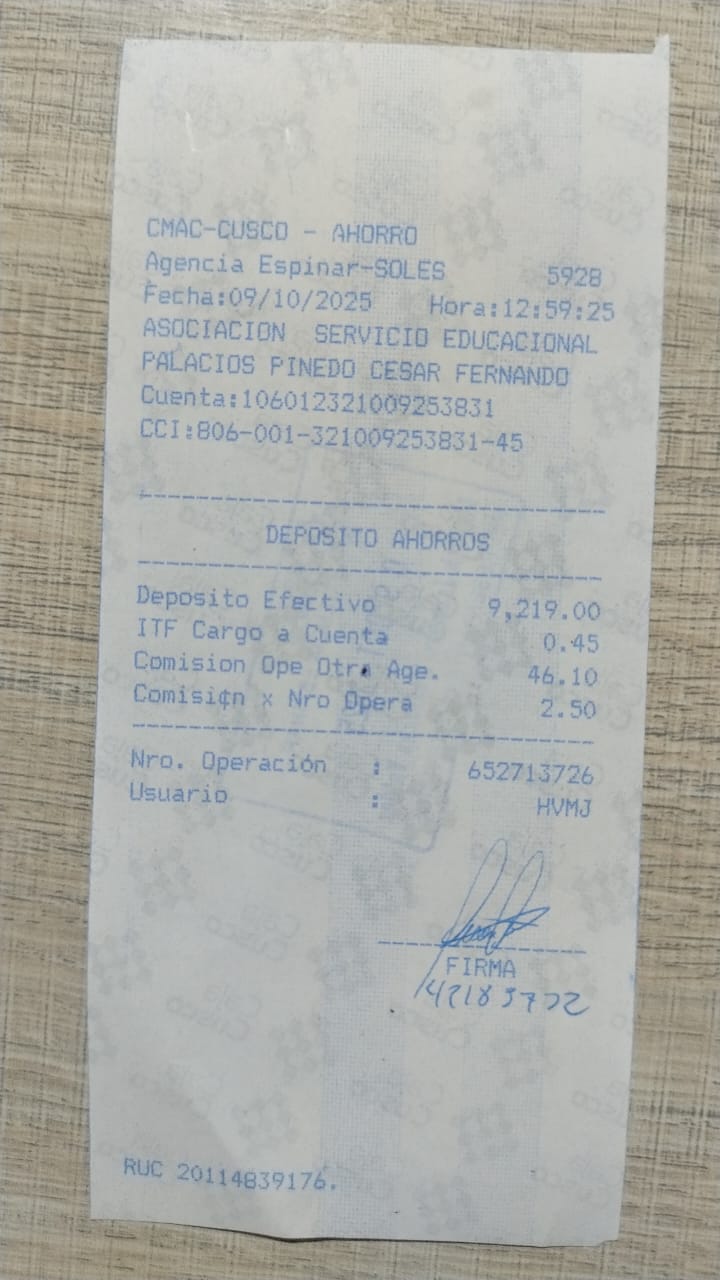 CMAC-CUSCO - AHORRO
Agencia Espinar-SOLES 5928
Fecha:09/10/2025 Hora:12:59:25
ASOCIACION SERVICIO EDUCACIONAL
PALACIOS PINEDO CESAR FERNANDO
Cuenta:106012321009253831
CCI:806-001-321009253831-45
DEPOSITO AHORROS
Deposito Efectivo 9,219.00
ITF Cargo a Cuenta 0.45
Comision Ope Otra Age. 46.10
Comisi¢n x Nro Opera 2.50
Nro. Operación : 652713726
Usuario : HVMJ
FIRMA
RUC 20114839176.